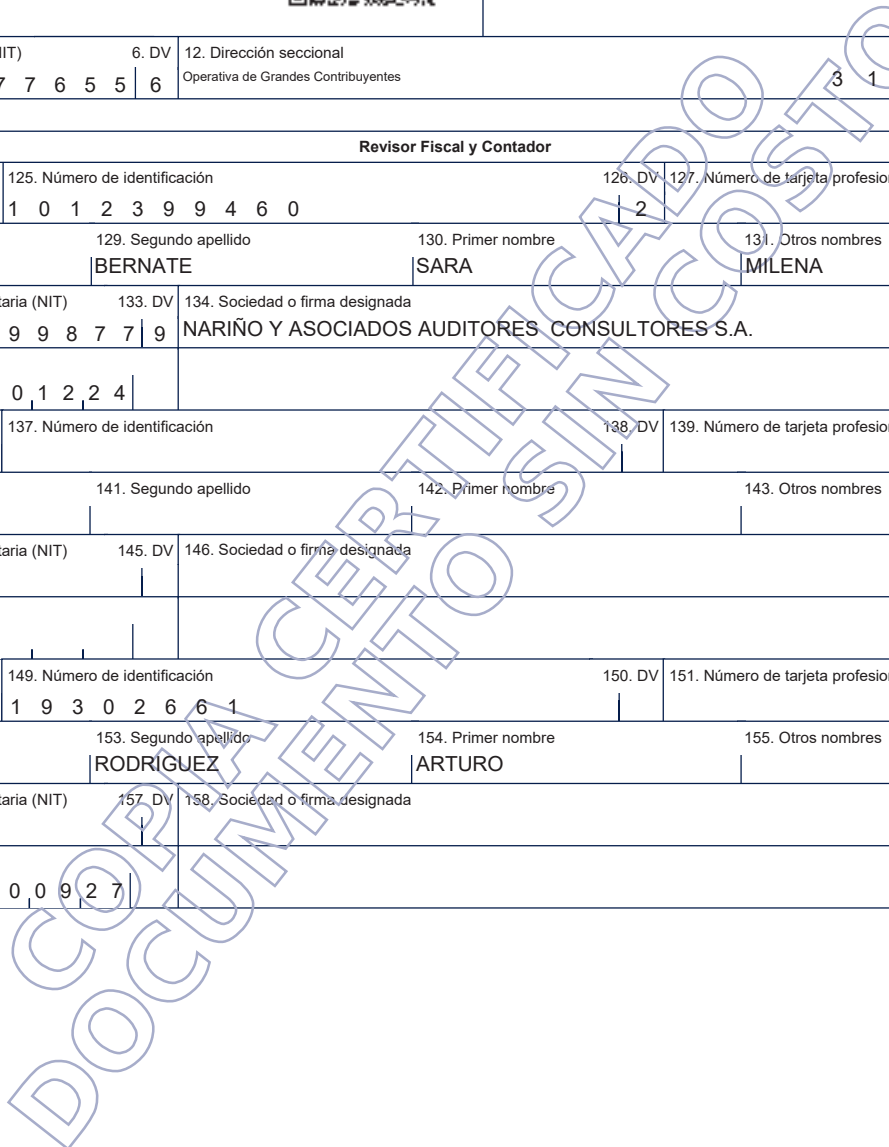 IIT) 6. DV 12. Dirección seccional
7 7 6 5 5 6 Operativa de Grandes Contribuyentes 3 1
Revisor Fiscal y Contador
125. Número de identificación 126. DV 127. Número de tarjeta profesion
1 0 1 2 3 9 9 4 6 0 2
129. Segundo apellido 130. Primer nombre 131. Otros nombres
BERNATE SARA MILENA
taria (NIT) 133. DV 134. Sociedad o firma designada
9 9 8 7 7 9 NARIÑO Y ASOCIADOS AUDITORES CONSULTORES S.A.
0 1 2 2 4
137. Número de identificación 138. DV 139. Número de tarjeta profesion
141. Segundo apellido 142. Primer nombre 143. Otros nombres
taria (NIT) 145. DV 146. Sociedad o firma designada
149. Número de identificación 150. DV 151. Número de tarjeta profesion
1 9 3 0 2 6 6 1
153. Segundo apellido 154. Primer nombre 155. Otros nombres
RODRIGUEZ ARTURO
taria (NIT) 157. DV 158. Sociedad o firma designada
0 0 9 2 7
COPIA CERTIFICADO
DOCUMENTO SIN COSTO